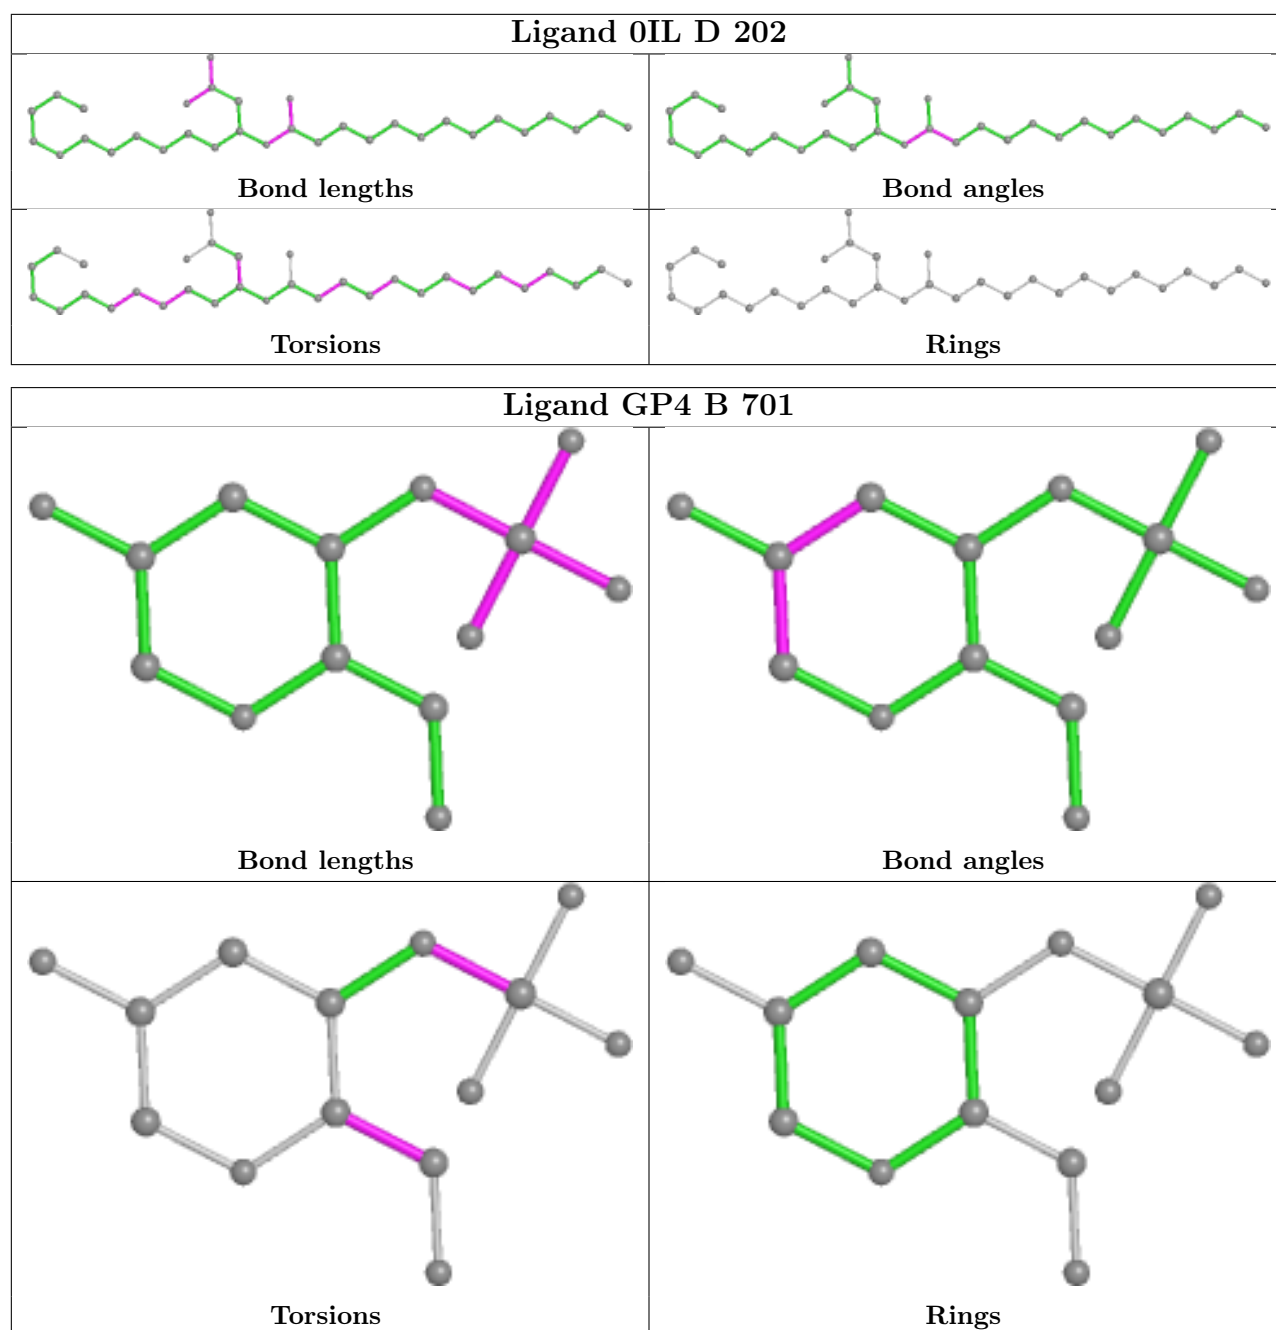 Ligand 0IL D 202
Bond lengths
Bond angles
Torsions
Rings
Ligand GP4 B 701
Bond lengths
Bond angles
Torsions
Rings